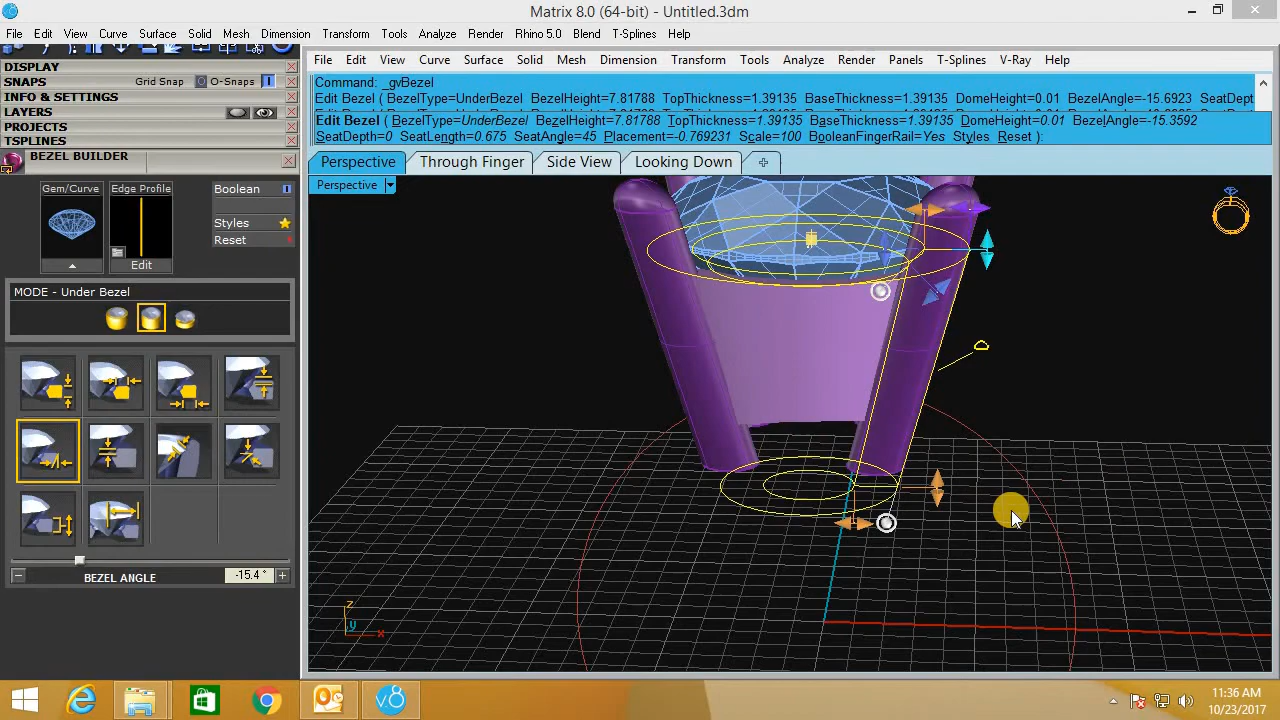 Matrix 8.0 (64-bit) - Untitled.3dm
File Edit View Curve Surface Solid Mesh Dimension Transform Tools Analyze Render Rhino 5.0 Blend T-Splines Help
DISPLAY
SNAPS Grid Snap O-Snaps
INFO & SETTINGS
LAYERS
PROJECTS
TSPLINES
BEZEL BUILDER
Gem/Curve Edge Profile Boolean
Styles
Reset
Edit
MODE - Under Bezel
BEZEL ANGLE -15.4 °
File Edit View Curve Surface Solid Mesh Dimension Transform Tools Analyze Render Panels T-Splines V-Ray Help
Command: _gvBezel
Edit Bezel ( BezelType=UnderBezel BezelHeight=7.81788 TopThickness=1.39135 BaseThickness=1.39135 DomeHeight=0.01 BezelAngle=-15.6923 SeatDept
Edit Bezel ( BezelType=UnderBezel BezelHeight=7.81788 TopThickness=1.39135 BaseThickness=1.39135 DomeHeight=0.01 BezelAngle=-15.3592
SeatDepth=0 SeatLength=0.675 SeatAngle=45 Placement=-0.769231 Scale=100 BooleanFingerRail=Yes Styles Reset ):
Perspective Through Finger Side View Looking Down
Perspective
z
y
x
v.8
11:36 AM
10/23/2017